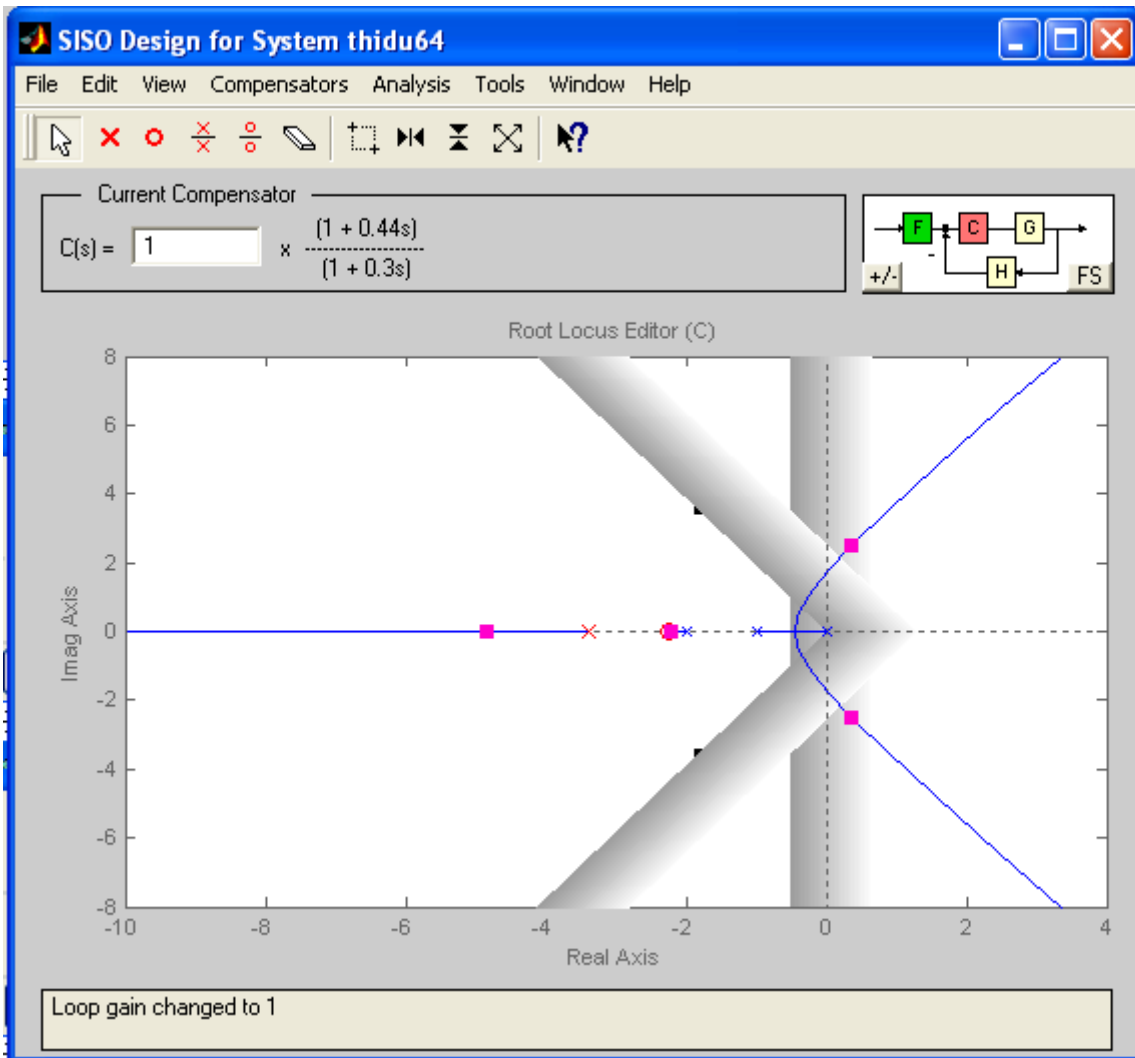 SISO Design for System thidu64
File Edit View Compensators Analysis Tools Window Help
Current Compensator
C(s) = 1 x (1 + 0.44s)
(1 + 0.3s)
F C G
-
H
+/- FS
Root Locus Editor (C)
8
6
4
2
0
-2
-4
-6
-8
Imag Axis
-10 -8 -6 -4 -2 0 2 4
Real Axis
Loop gain changed to 1